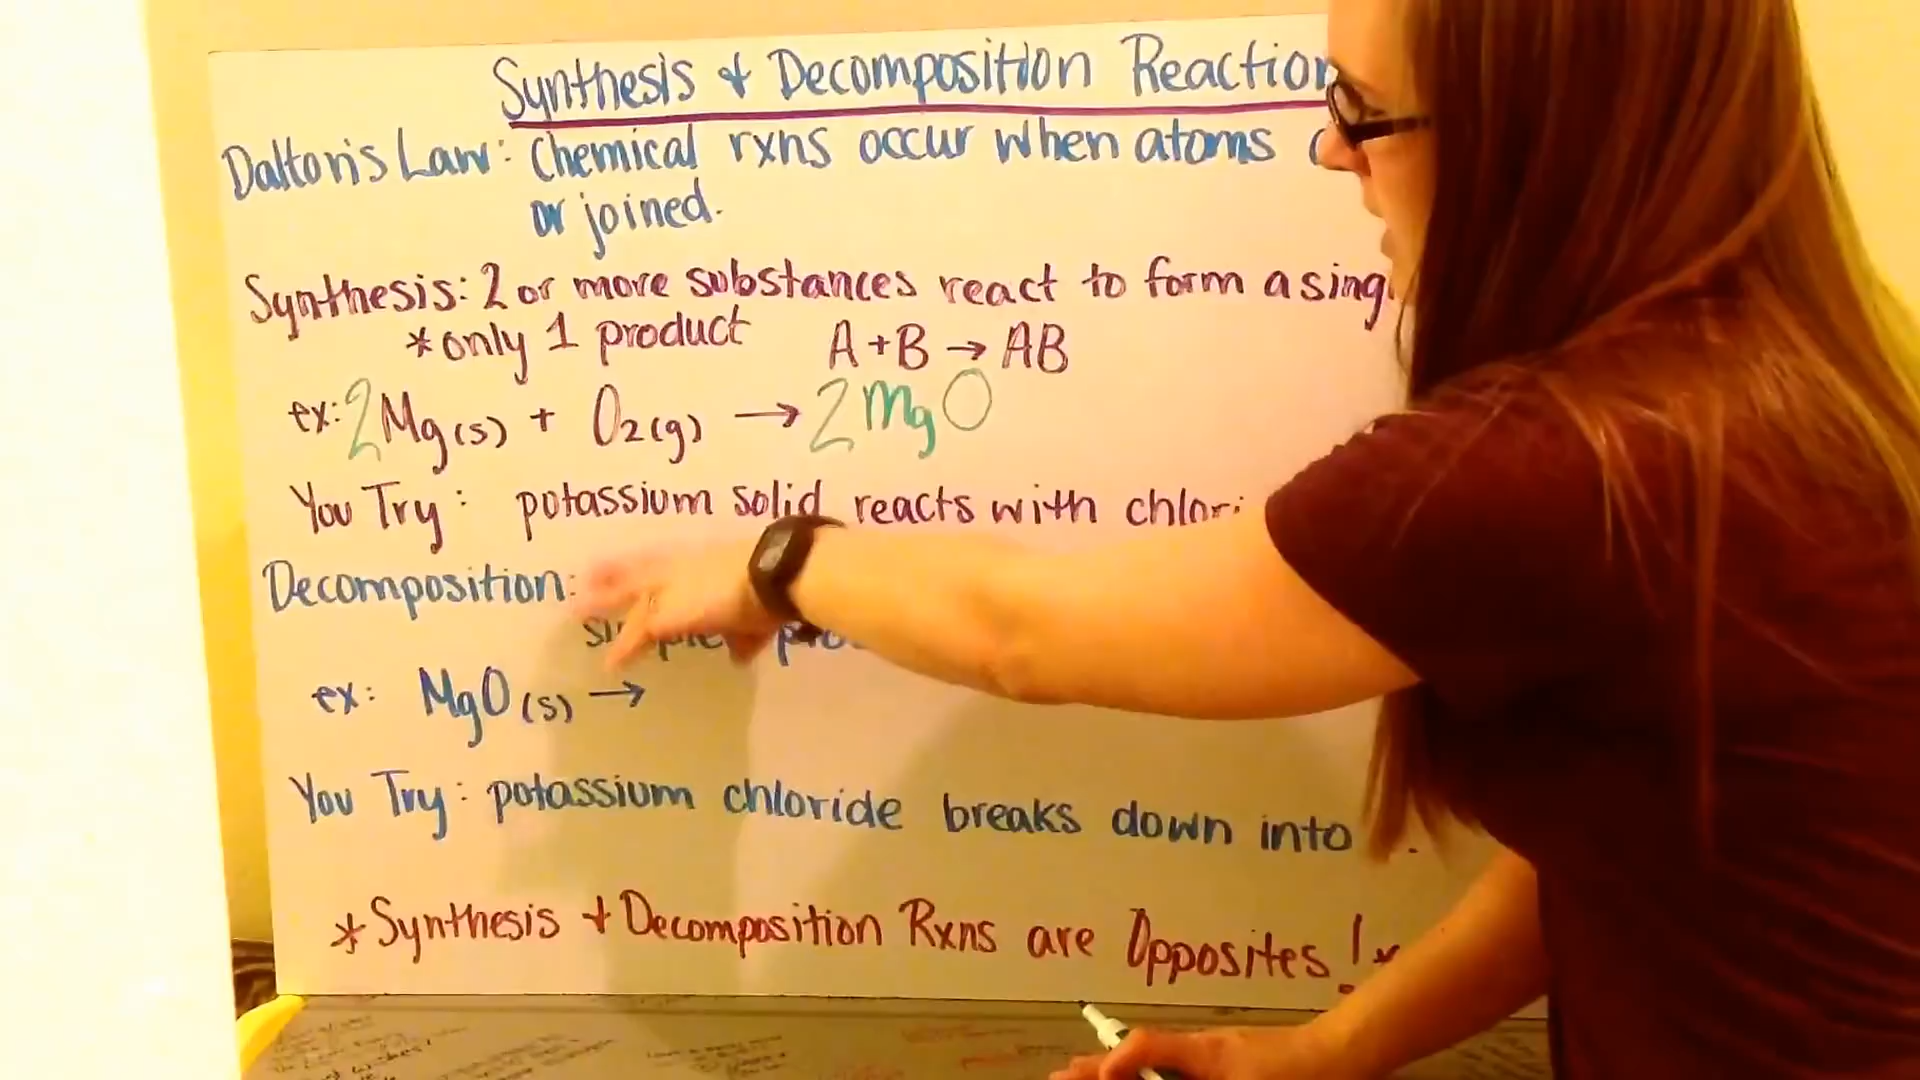 Synthesis & Decomposition Reaction
Dalton's Law: Chemical rxns occur when atoms
or joined.
Synthesis: 2 or more substances react to form a sing
*only 1 product A + B → AB
ex: 2Mg(s) + O2(g) → 2MgO
You Try: potassium solid reacts with chlori
Decomposition:
ex: MgO(s) →
You Try: potassium chloride breaks down into
*Synthesis & Decomposition Rxns are Opposites!*